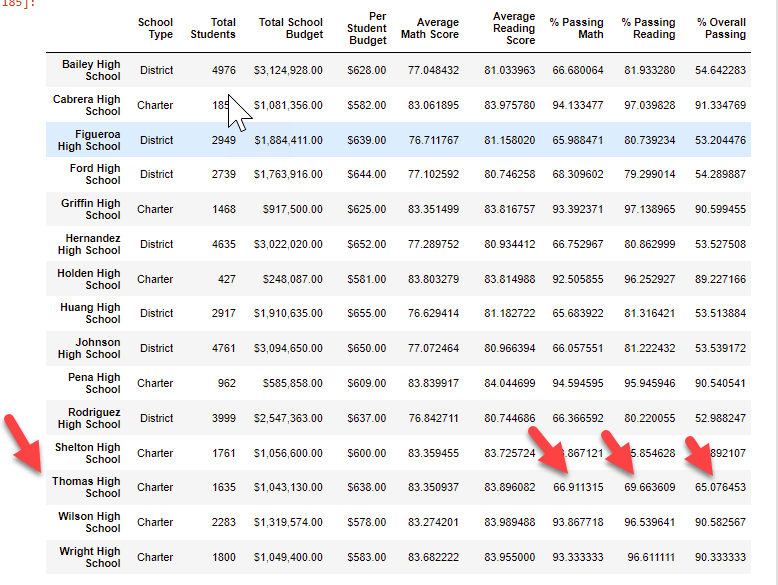 185]:
School Type
Total Students
Total School Budget
Per Student Budget
Average Math Score
Average Reading Score
% Passing Math
% Passing Reading
% Overall Passing
Bailey High School District 4976 $3,124,928.00 $628.00 77.048432 81.033963 66.680064 81.933280 54.642283
Cabrera High School Charter $1,081,356.00 $582.00 83.061895 83.975780 94.133477 97.039828 91.334769
Figueroa High School District 2949 $1,884,411.00 $639.00 76.711767 81.158020 65.988471 80.739234 53.204476
Ford High School District 2739 $1,763,916.00 $644.00 77.102592 80.746258 68.309602 79.299014 54.289887
Griffin High School Charter 1468 $917,500.00 $625.00 83.351499 83.816757 93.392371 97.138965 90.599455
Hernandez High School District 4635 $3,022,020.00 $652.00 77.289752 80.934412 66.752967 80.862999 53.527508
Holden High School Charter 427 $248,087.00 $581.00 83.803279 83.814988 92.505855 96.252927 89.227166
Huang High School District 2917 $1,910,635.00 $655.00 76.629414 81.182722 65.683922 81.316421 53.513884
Johnson High School District 4761 $3,094,650.00 $650.00 77.072464 80.966394 66.057551 81.222432 53.539172
Pena High School Charter 962 $585,858.00 $609.00 83.839917 84.044699 94.594595 95.945946 90.540541
Rodriguez High School District 3999 $2,547,363.00 $637.00 76.842711 80.744686 66.366592 80.220055 52.988247
Shelton High School Charter 1761 $1,056,600.00 $600.00 83.359455 83.725724
Thomas High School Charter 1635 $1,043,130.00 $638.00 83.350937 83.896082 66.911315 69.663609 65.076453
Wilson High School Charter 2283 $1,319,574.00 $578.00 83.274201 83.989488 93.867718 96.539641 90.582567
Wright High School Charter 1800 $1,049,400.00 $583.00 83.682222 83.955000 93.333333 96.611111 90.333333